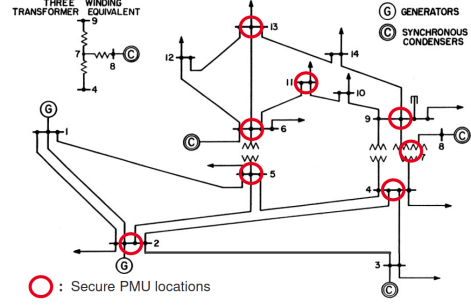 THREE WINDING
TRANSFORMER EQUIVALENT
9
7
8
C
4
G GENERATORS
C SYNCHRONOUS
CONDENSERS
13
14
12
11
10
9
C
6
C
8
7
G
1
5
4
2
G
3
C
: Secure PMU locations